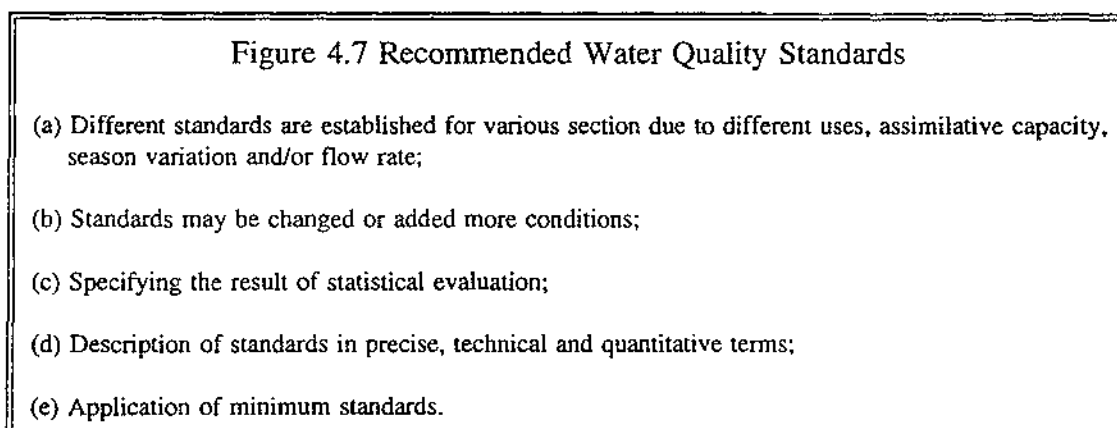 Figure 4.7 Recommended Water Quality Standards
(a) Different standards are established for various section due to different uses, assimilative capacity,
season variation and/or flow rate;
(b) Standards may be changed or added more conditions;
(c) Specifying the result of statistical evaluation;
(d) Description of standards in precise, technical and quantitative terms;
(e) Application of minimum standards.